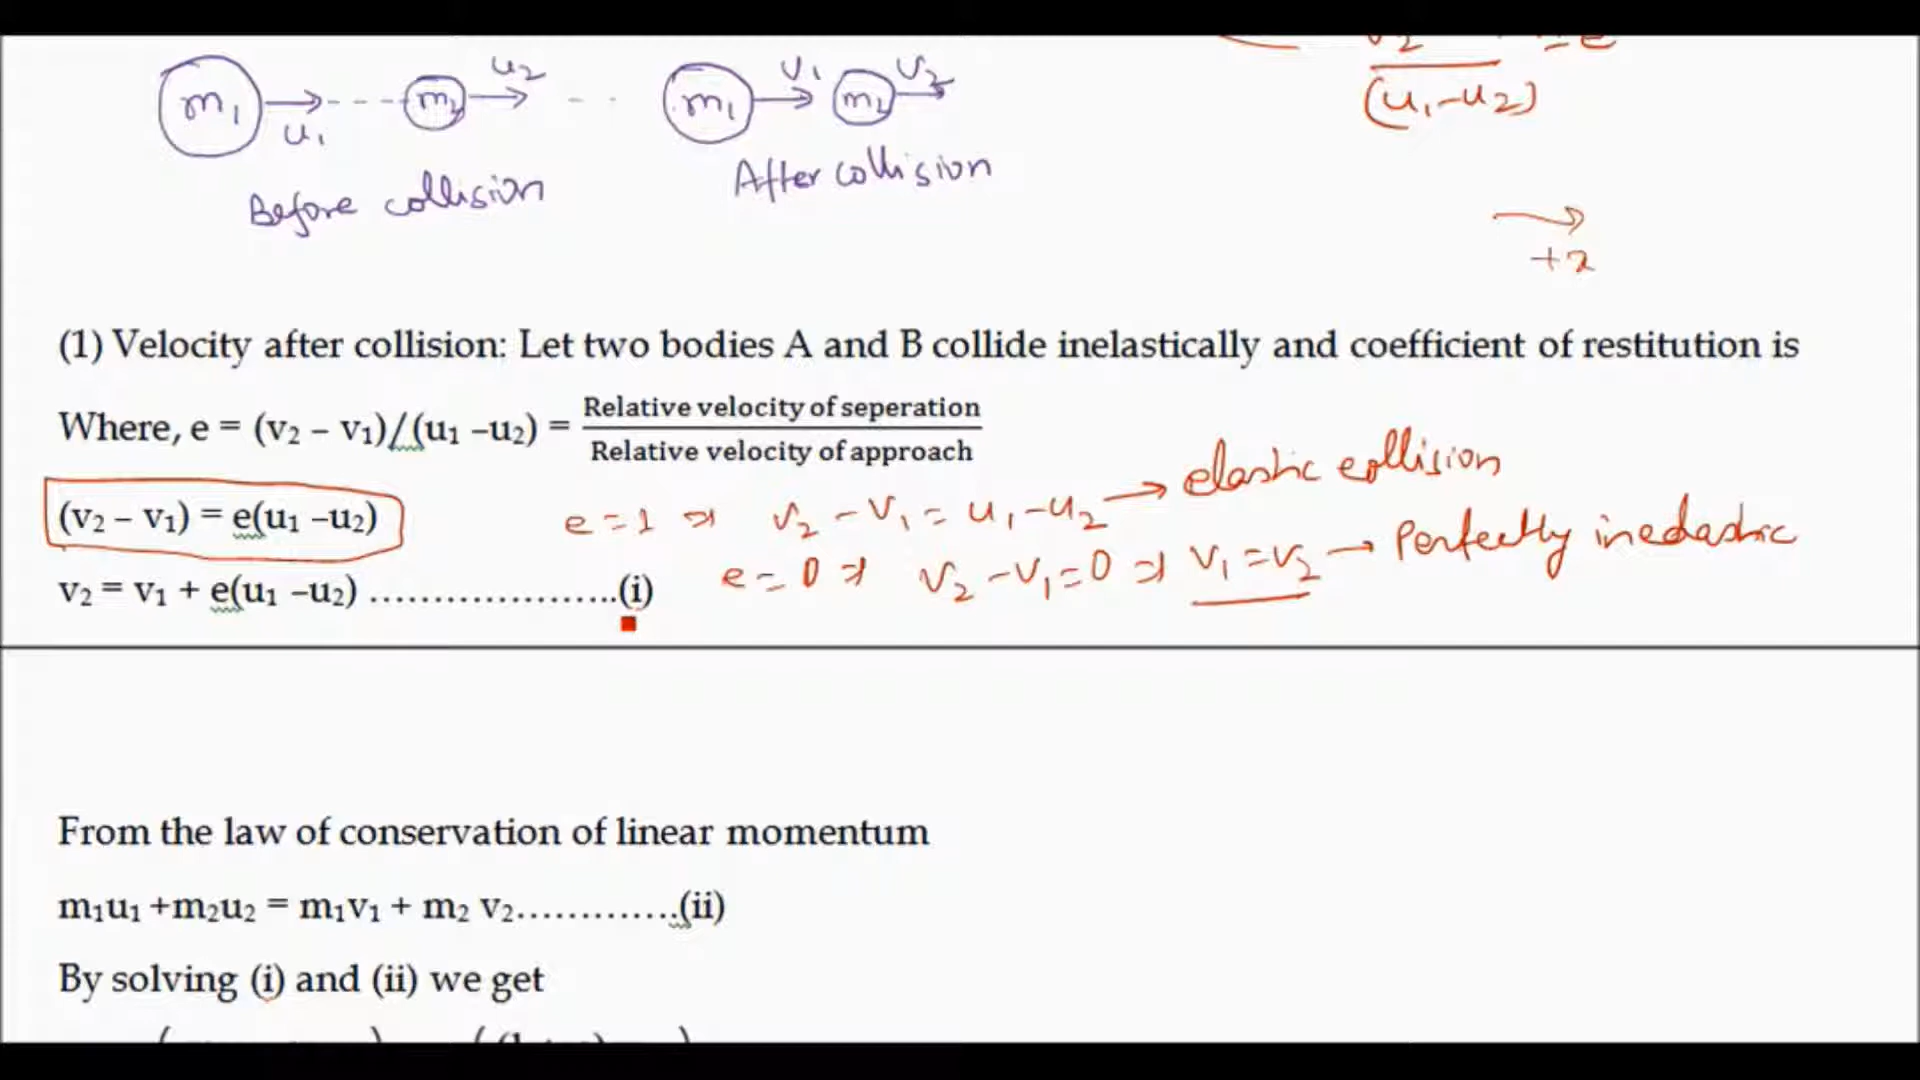 m₁ u₁ m₂ u₂ m₁ v₁ m₂ v₂
Before collision
After collision
v₂ = e
(u₁-u₂)
+x
(1) Velocity after collision: Let two bodies A and B collide inelastically and coefficient of restitution is
Where, e = (v₂ – v₁)/(u₁ –u₂) = Relative velocity of seperation / Relative velocity of approach
(v₂ – v₁) = e(u₁ –u₂)
e = 1 ⇒ v₂ - v₁ = u₁ - u₂ → elastic collision
e = 0 ⇒ v₂ - v₁ = 0 ⇒ v₁ = v₂ → Perfectly inelastic
v₂ = v₁ + e(u₁ –u₂) …………………..(i)
From the law of conservation of linear momentum
m₁u₁ +m₂u₂ = m₁v₁ + m₂ v₂………….(ii)
By solving (i) and (ii) we get